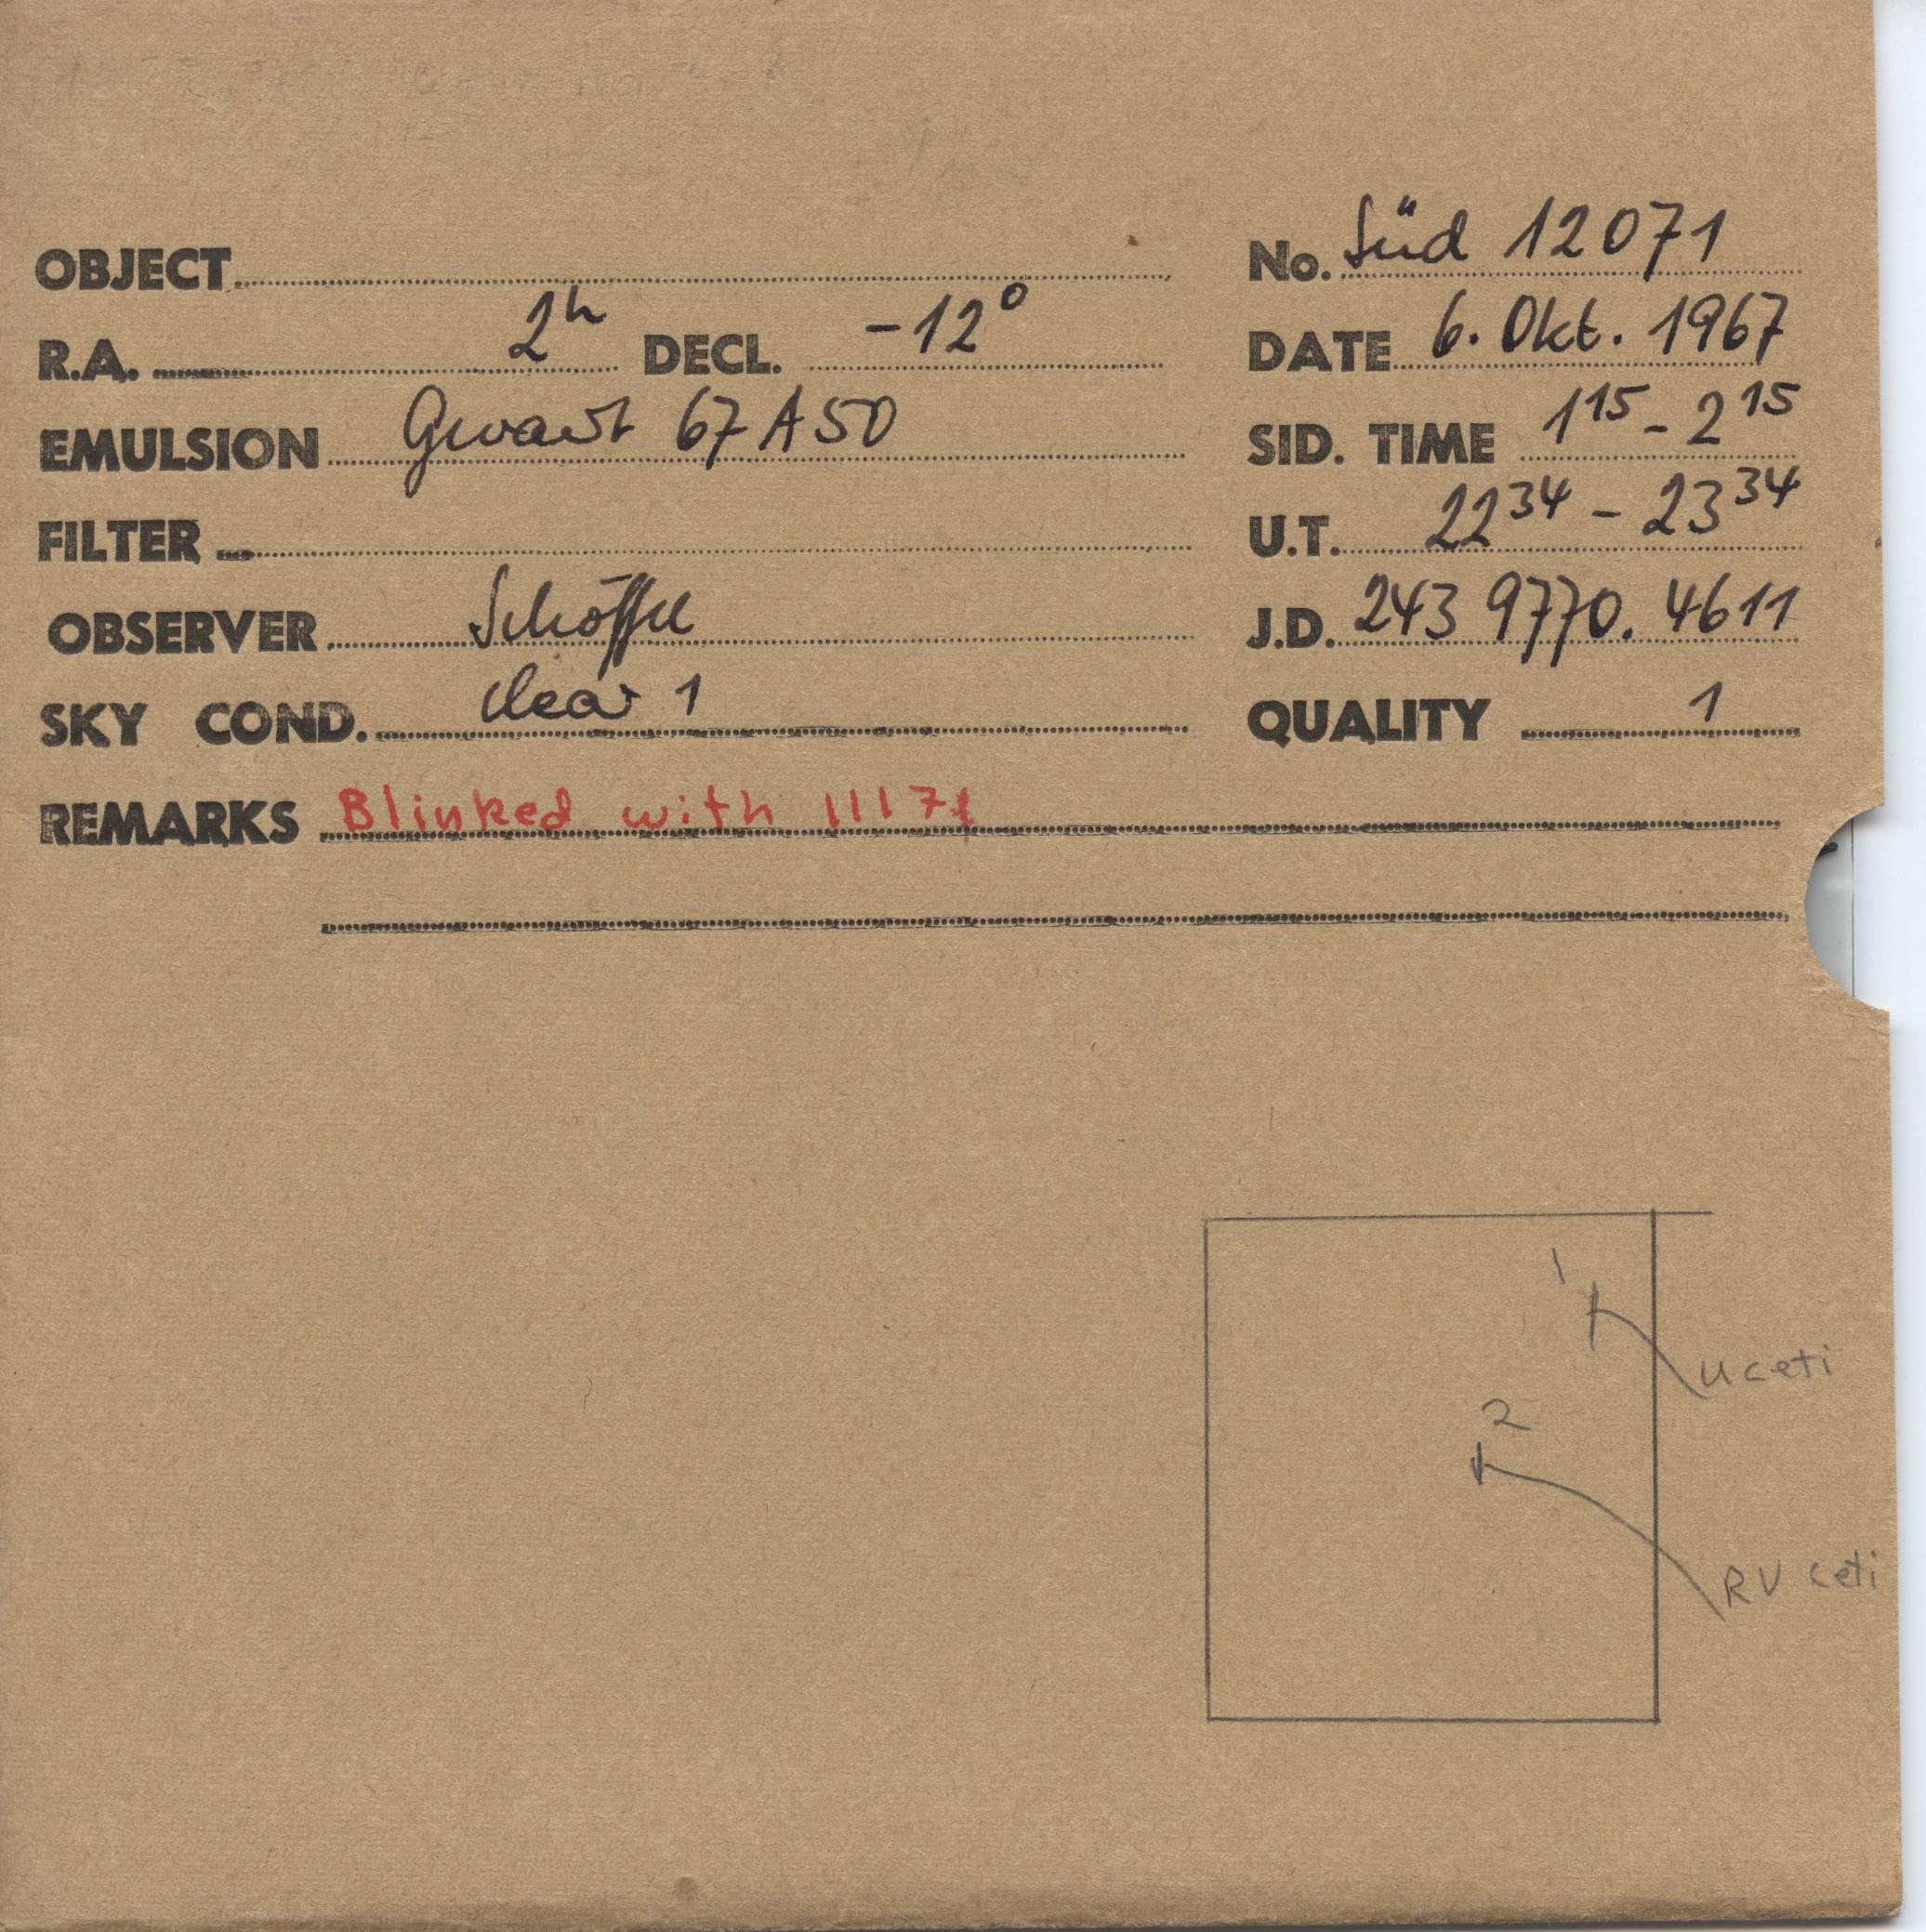 OBJECT
No. Süd 12071
R.A. 2h DECL. -12°
DATE 6. Okt. 1967
EMULSION Gevaert 67A50
SID. TIME 1 15 - 2 15
FILTER
U.T. 22 34 - 23 34
OBSERVER Schöffel
J.D. 243 9770.4611
SKY COND. clear 1
QUALITY 1
REMARKS Blinked with
1
U ceti
2
RV ceti